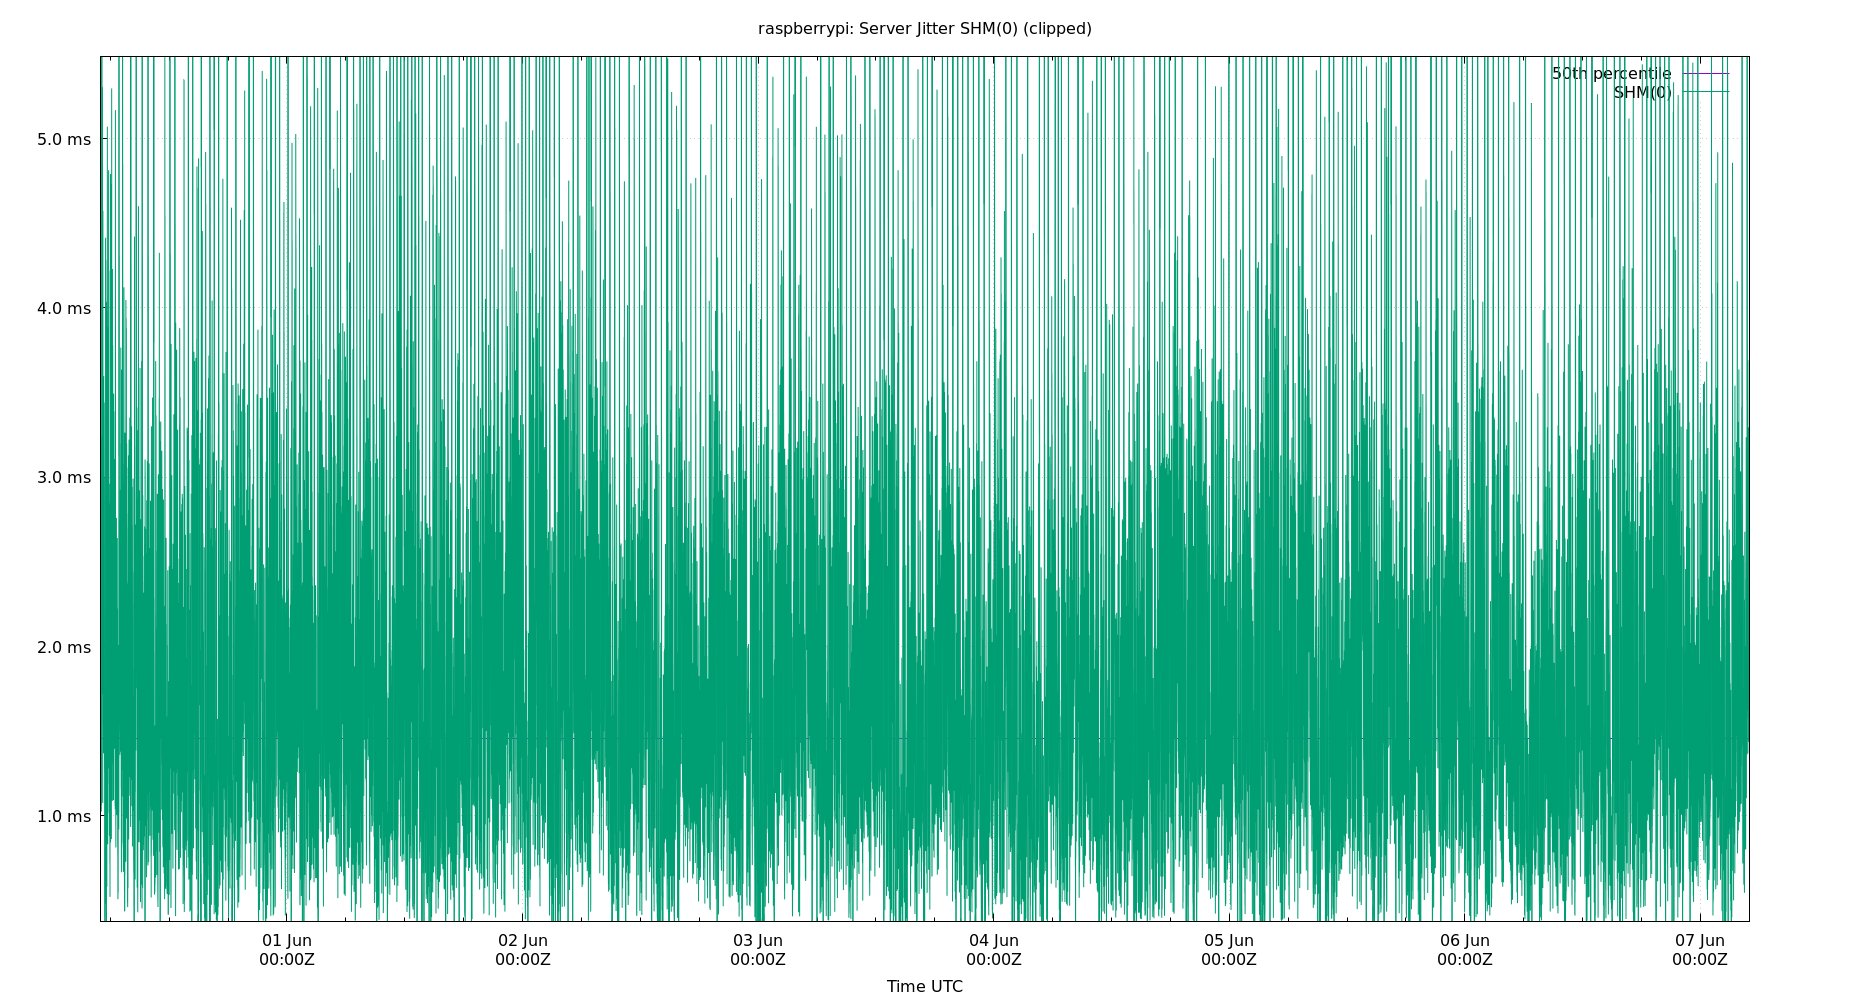 raspberrypi: Server Jitter SHM(0) (clipped)
50th percentile
SHM(0)
5.0 ms
4.0 ms
3.0 ms
2.0 ms
1.0 ms
01 Jun 02 Jun 03 Jun 04 Jun 05 Jun 06 Jun 07 Jun
00:00Z 00:00Z 00:00Z 00:00Z 00:00Z 00:00Z 00:00Z
Time UTC